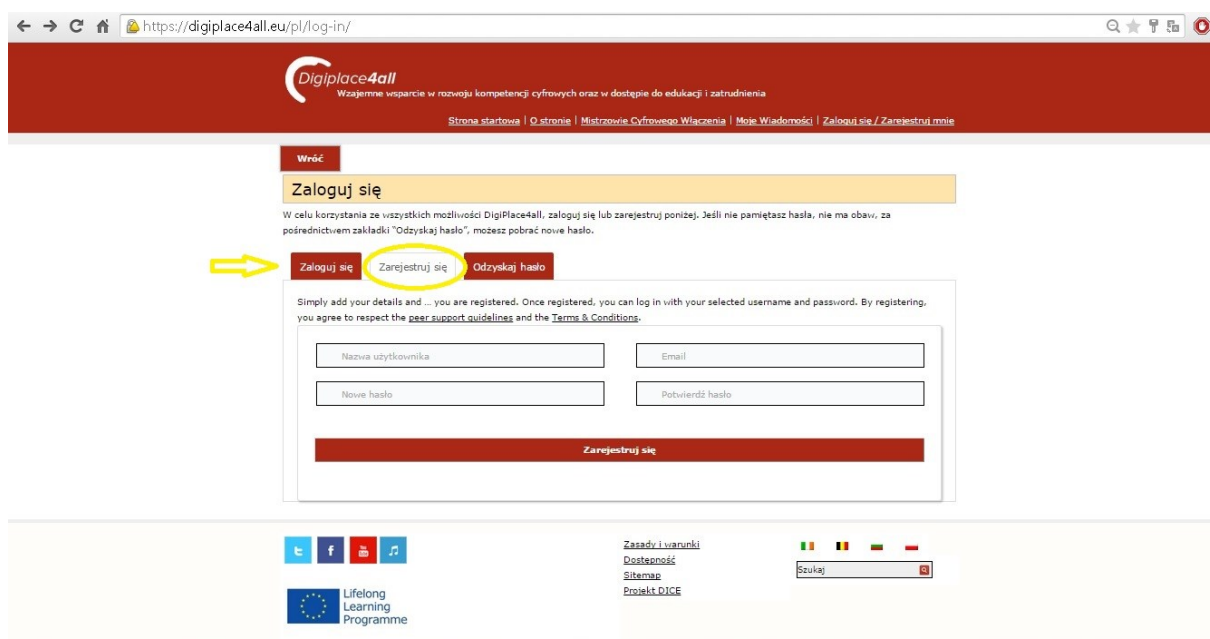 https://digiplace4all.eu/pl/log-in/
Digiplace4all
Wzajemne wsparcie w rozwoju kompetencji cyfrowych oraz w dostępie do edukacji i zatrudnienia
Strona startowa | O stronie | Mistrzowie Cyfrowego Włączenia | Moje Wiadomości | Zaloguj się / Zarejestruj mnie
Wróć
Zaloguj się
W celu korzystania ze wszystkich możliwości DigiPlace4all, zaloguj się lub zarejestruj poniżej. Jeśli nie pamiętasz hasła, nie ma obaw, za
pośrednictwem zakładki "Odzyskaj hasło", możesz pobrać nowe hasło.
Zaloguj się Zarejestruj się Odzyskaj hasło
Simply add your details and ... you are registered. Once registered, you can log in with your selected username and password. By registering,
you agree to respect the peer support guidelines and the Terms & Conditions.
Nazwa użytkownika Email
Nowe hasło Potwierdź hasło
Zarejestruj się
Zasady i warunki
Dostępność
Sitemap
Projekt DICE
Szukaj
Lifelong
Learning
Programme